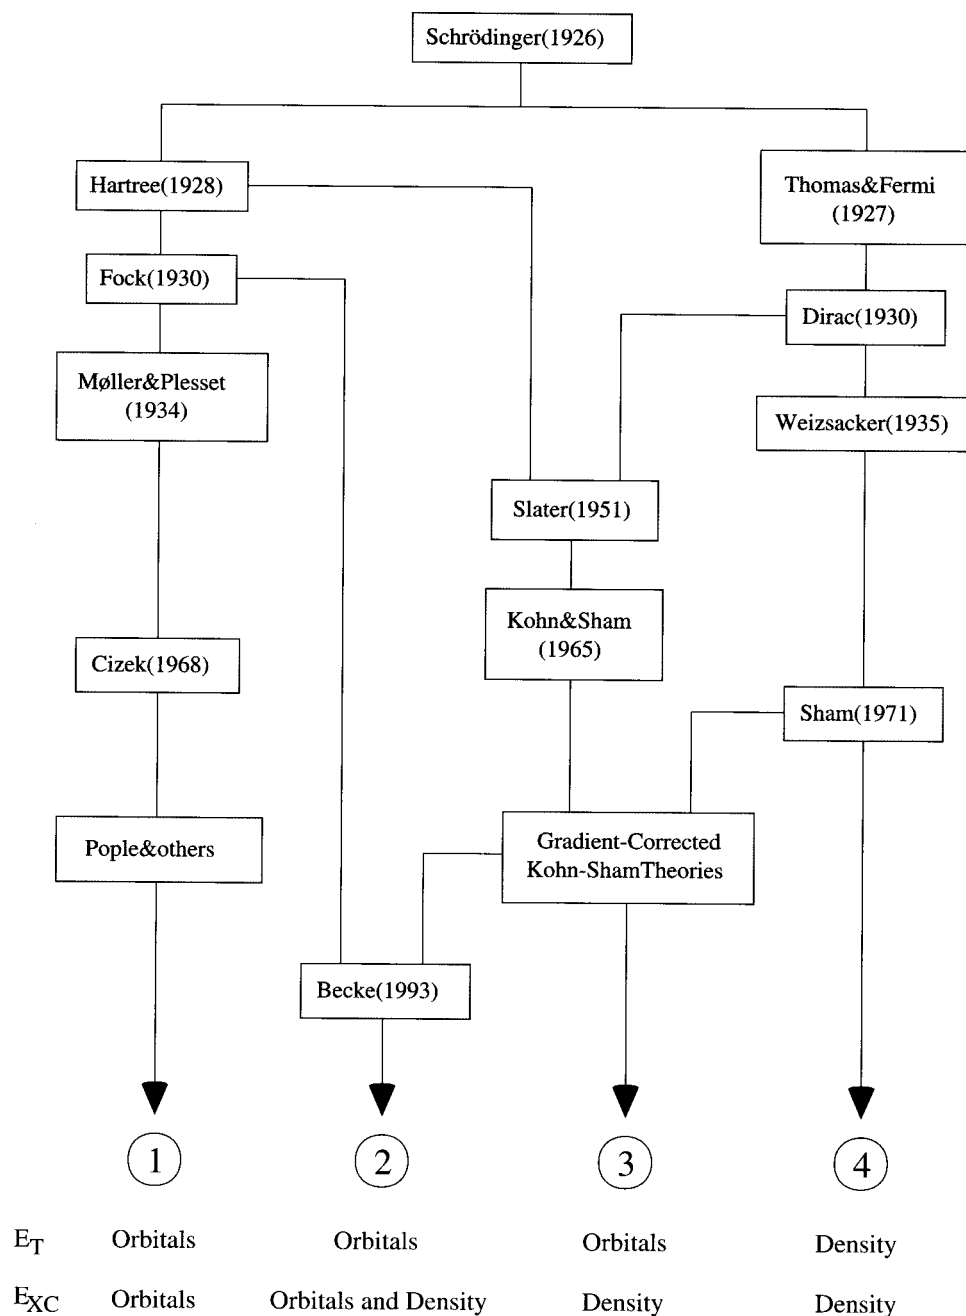 Schrödinger(1926)
Hartree(1928)
Thomas&Fermi
(1927)
Fock(1930)
Dirac(1930)
Møller&Plesset
(1934)
Weizsacker(1935)
Slater(1951)
Kohn&Sham
(1965)
Cizek(1968)
Sham(1971)
Pople&others
Gradient-Corrected
Kohn-ShamTheories
Becke(1993)
1 2 3 4
E_T Orbitals Orbitals Orbitals Density
E_XC Orbitals Orbitals and Density Density Density